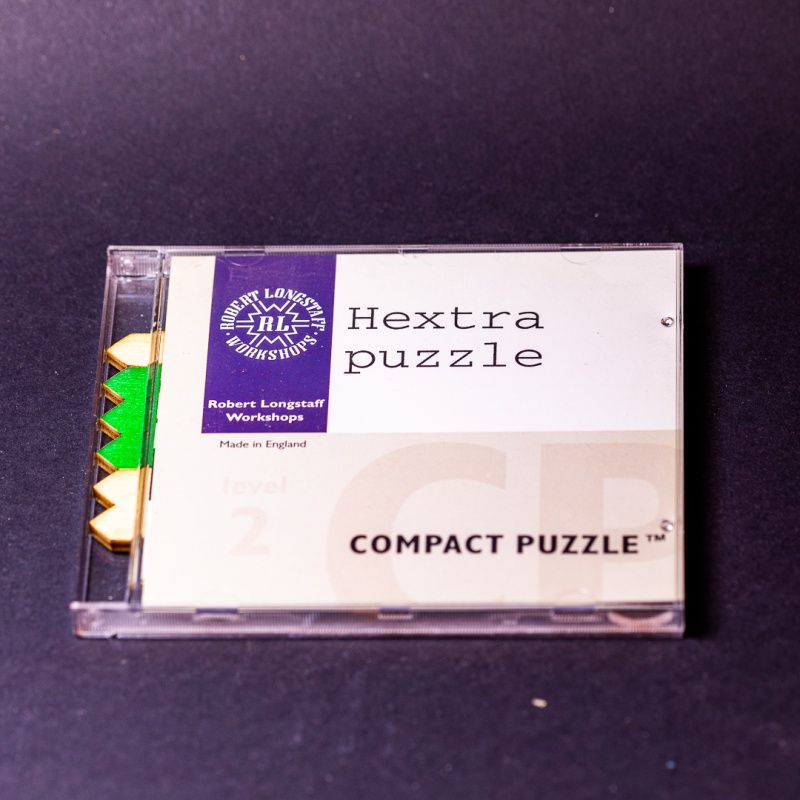 ROBERT LONGSTAFF
RL
WORKSHOPS
Robert Longstaff
Workshops
Made in England
Hextra
puzzle
level
2
CP
COMPACT PUZZLE™